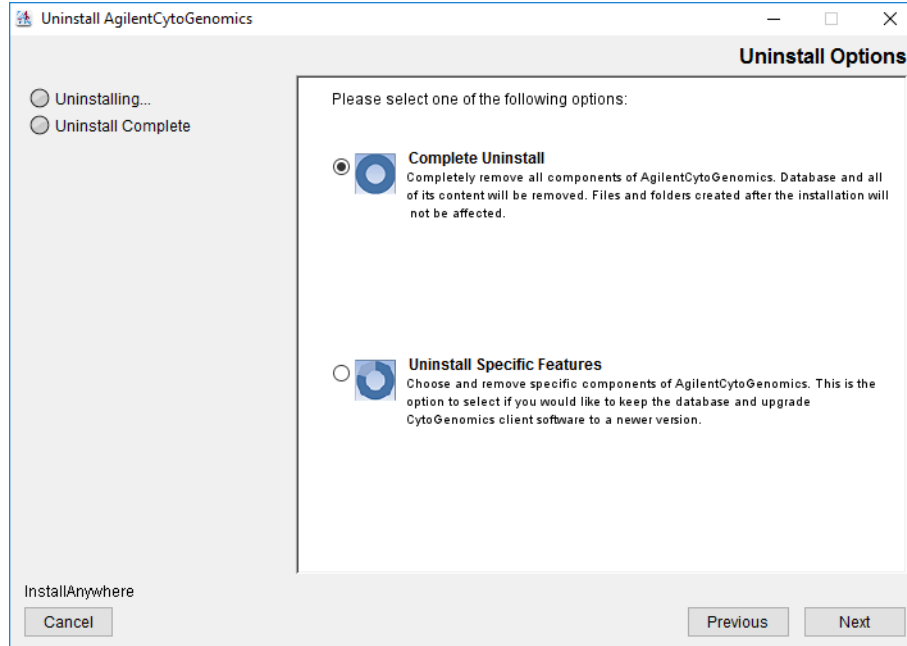 Uninstall AgilentCytoGenomics
Uninstall Options
Uninstalling...
Uninstall Complete
Please select one of the following options:
Complete Uninstall
Completely remove all components of AgilentCytoGenomics. Database and all
of its content will be removed. Files and folders created after the installation will
not be affected.
Uninstall Specific Features
Choose and remove specific components of AgilentCytoGenomics. This is the
option to select if you would like to keep the database and upgrade
CytoGenomics client software to a newer version.
InstallAnywhere
Cancel
Previous
Next